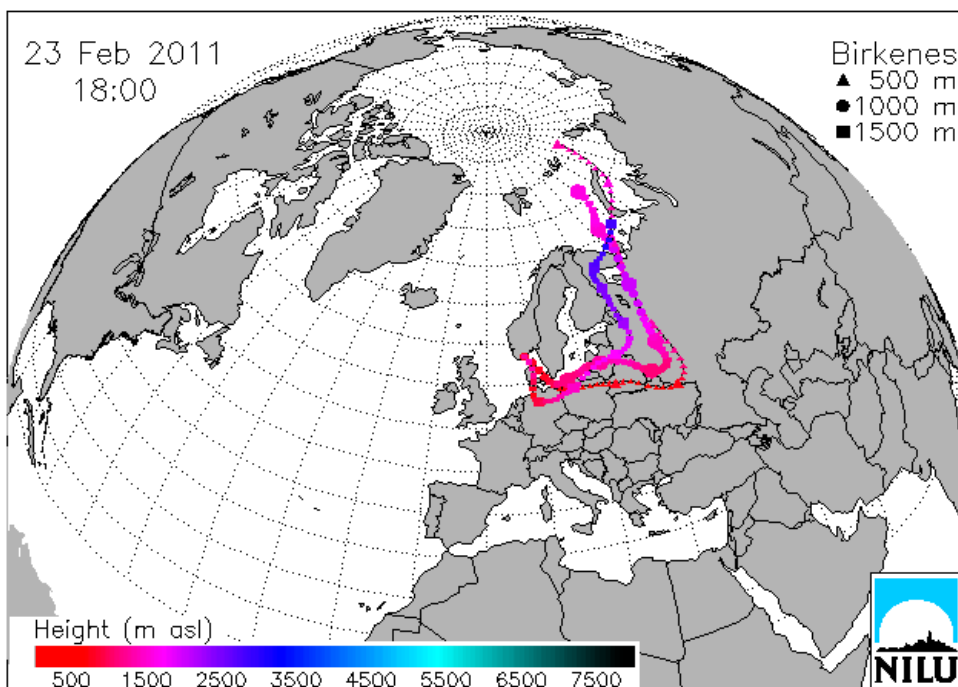 23 Feb 2011
18:00
Birkenes
▲ 500 m
● 1000 m
■ 1500 m
Height (m asl)
500 1500 2500 3500 4500 5500 6500 7500
NILU